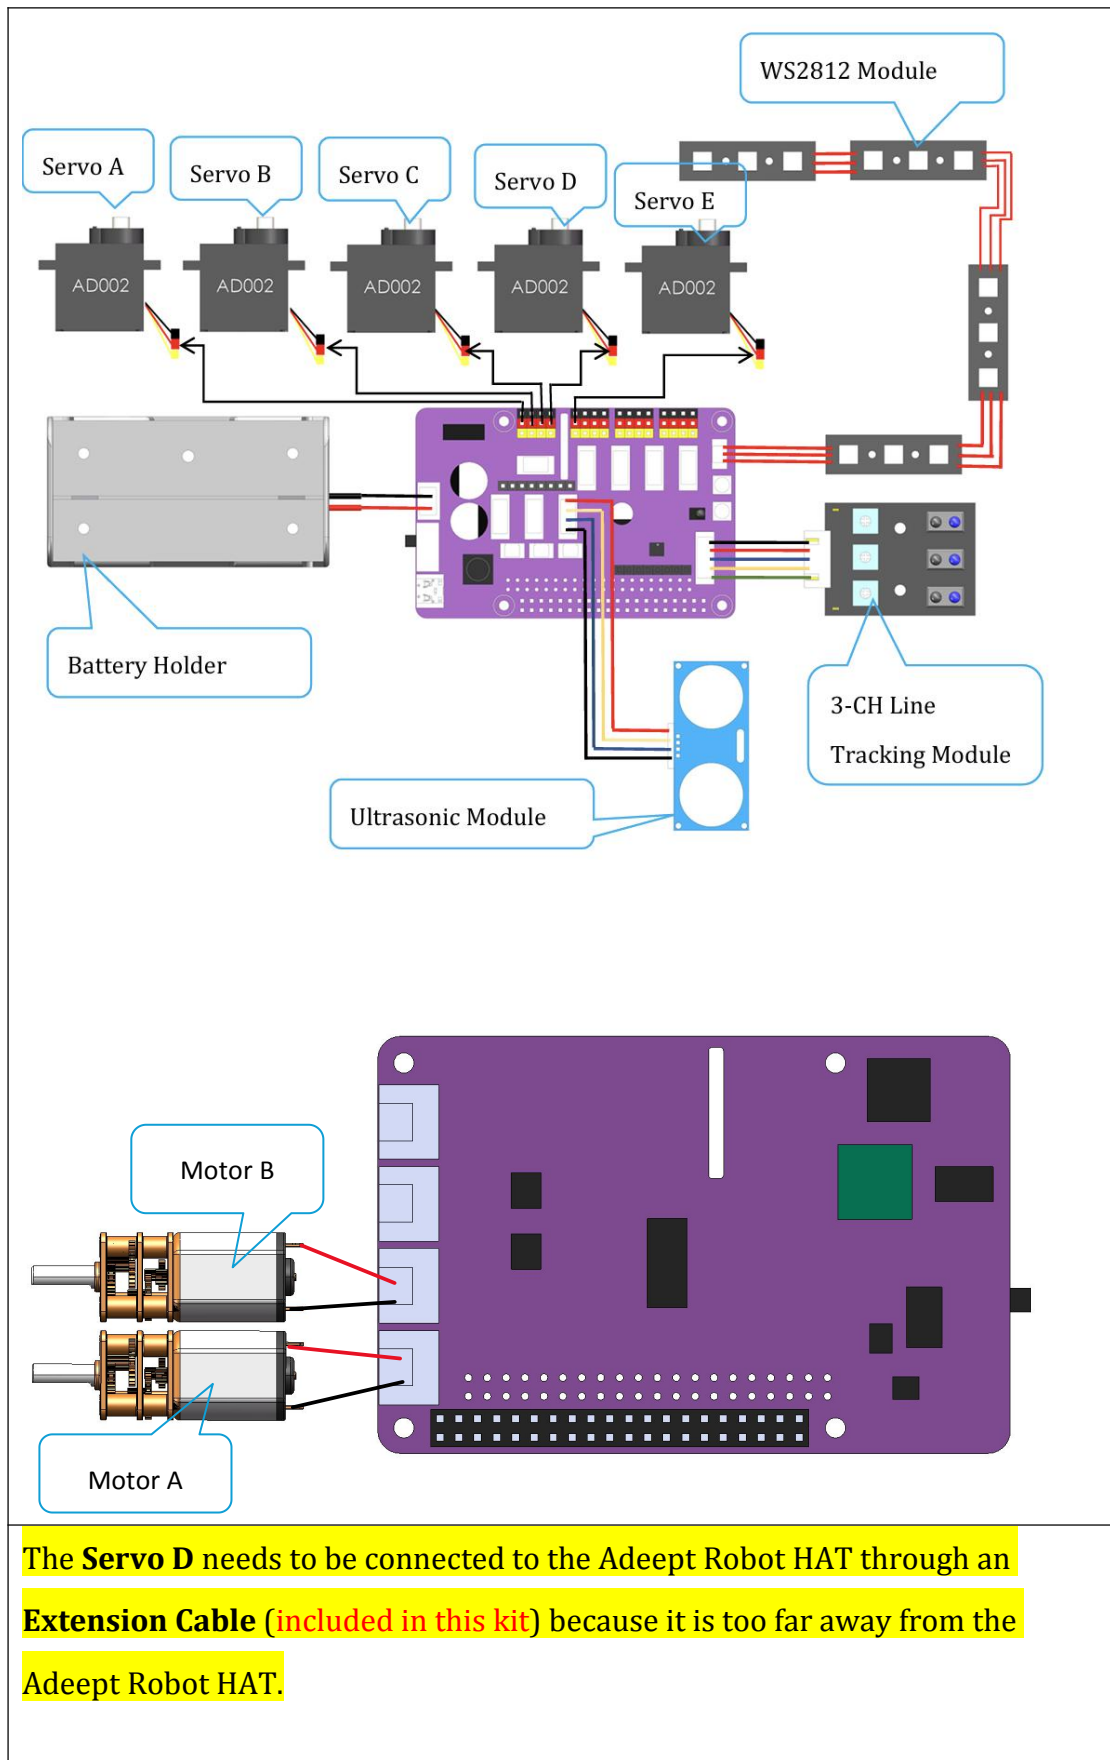 WS2812 Module
Servo A
Servo B
Servo C
Servo D
Servo E
AD002
AD002
AD002
AD002
AD002
Battery Holder
3-CH Line
Tracking Module
Ultrasonic Module
Motor B
Motor A
The Servo D needs to be connected to the Adeept Robot HAT through an
Extension Cable (included in this kit) because it is too far away from the
Adeept Robot HAT.